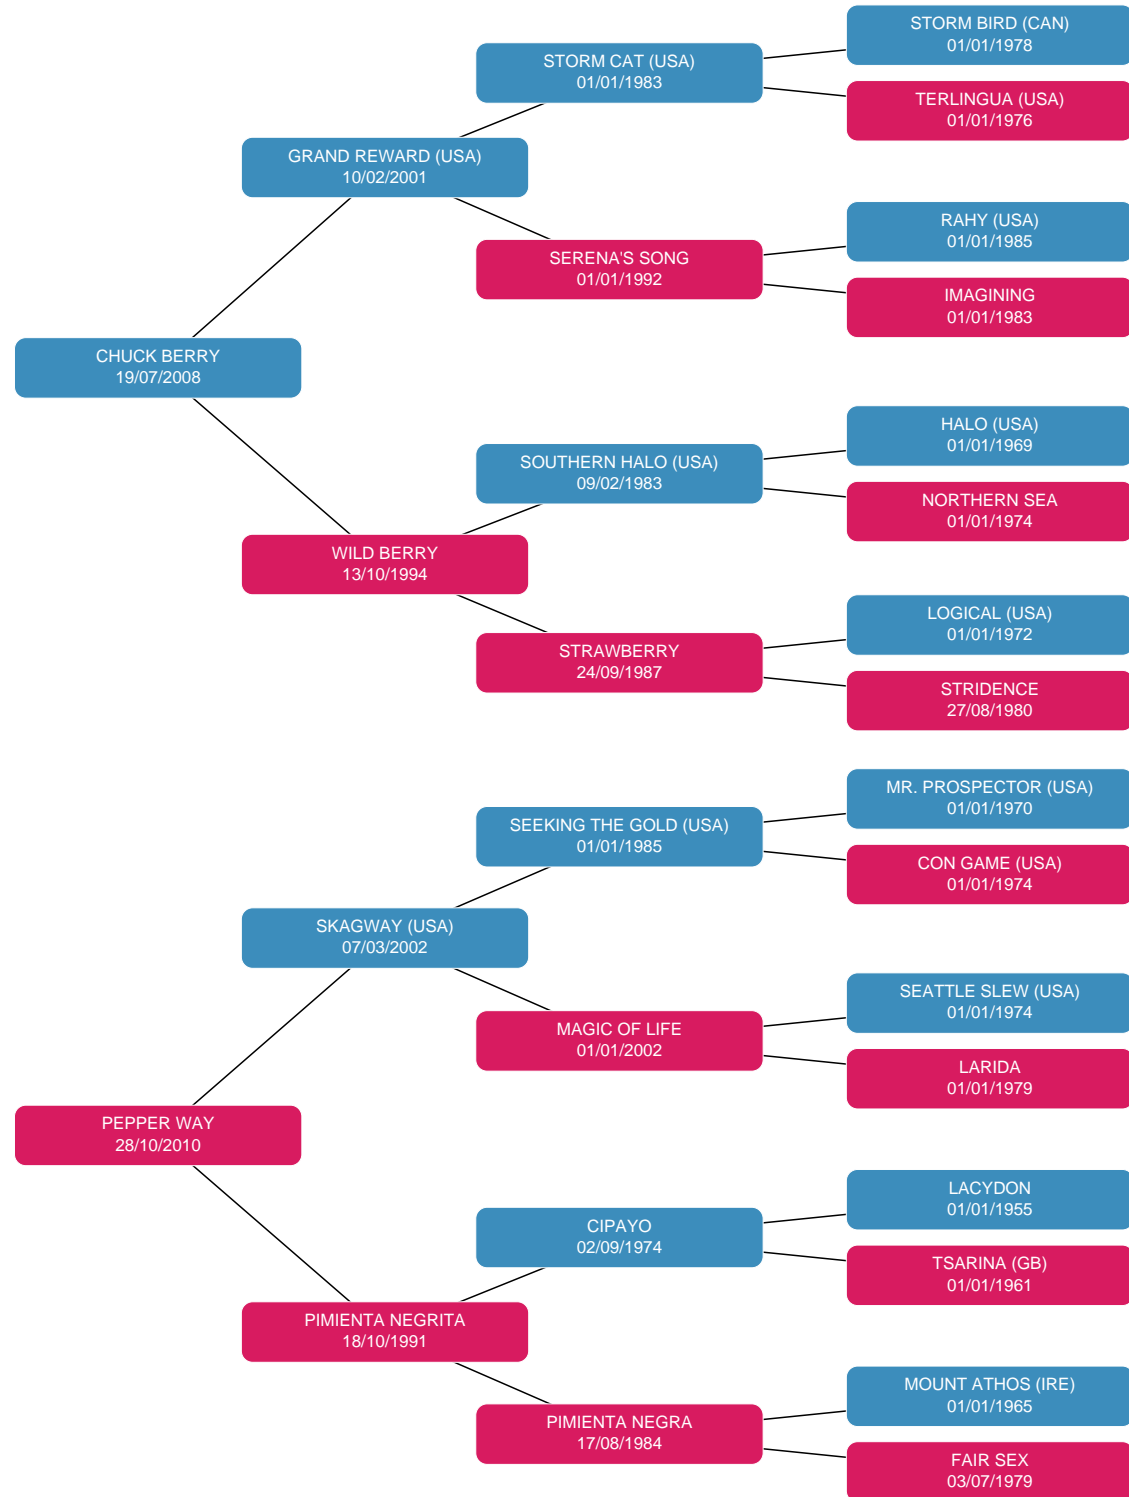 STORM BIRD (CAN)
01/01/1978
STORM CAT (USA)
01/01/1983
TERLINGUA (USA)
01/01/1976
GRAND REWARD (USA)
10/02/2001
RAHY (USA)
01/01/1985
SERENA'S SONG
01/01/1992
IMAGINING
01/01/1983
CHUCK BERRY
19/07/2008
HALO (USA)
01/01/1969
SOUTHERN HALO (USA)
09/02/1983
NORTHERN SEA
01/01/1974
WILD BERRY
13/10/1994
LOGICAL (USA)
01/01/1972
STRAWBERRY
24/09/1987
STRIDENCE
27/08/1980
MR. PROSPECTOR (USA)
01/01/1970
SEEKING THE GOLD (USA)
01/01/1985
CON GAME (USA)
01/01/1974
SKAGWAY (USA)
07/03/2002
SEATTLE SLEW (USA)
01/01/1974
MAGIC OF LIFE
01/01/2002
LARIDA
01/01/1979
PEPPER WAY
28/10/2010
LACYDON
01/01/1955
CIPAYO
02/09/1974
TSARINA (GB)
01/01/1961
PIMIENTA NEGRITA
18/10/1991
MOUNT ATHOS (IRE)
01/01/1965
PIMIENTA NEGRA
17/08/1984
FAIR SEX
03/07/1979